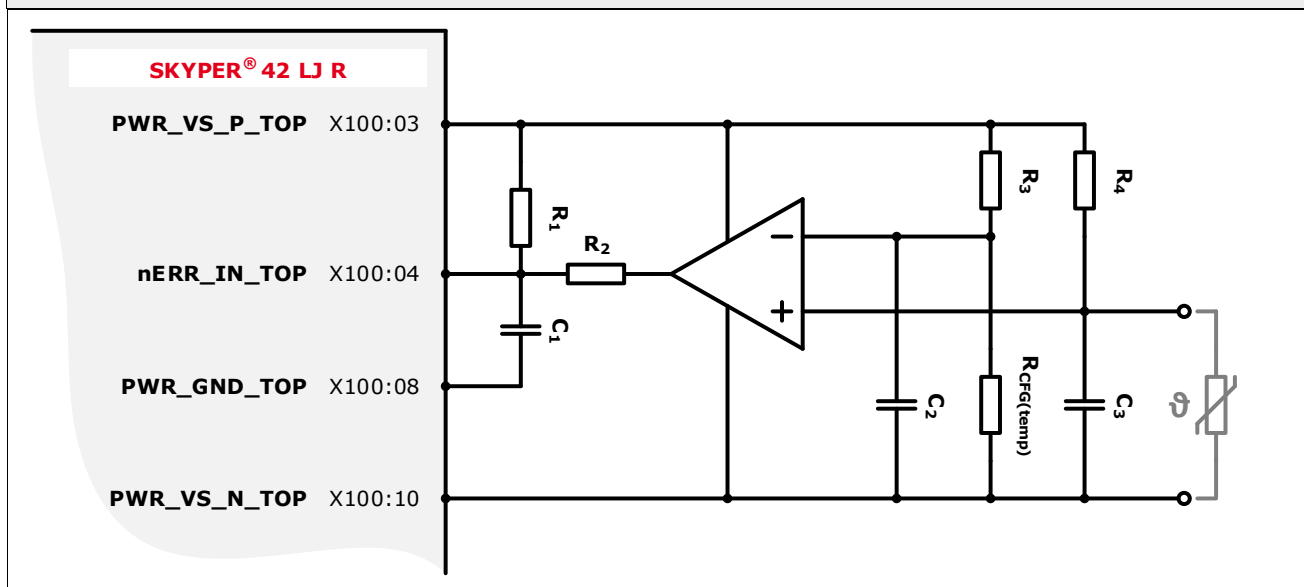 SKYPER® 42 LJ R
PWR_VS_P_TOP X100:03
nERR_IN_TOP X100:04
PWR_GND_TOP X100:08
PWR_VS_N_TOP X100:10
R1
R2
C1
−
+
R3
R4
C2
RCFG(temp)
C3
ϑ